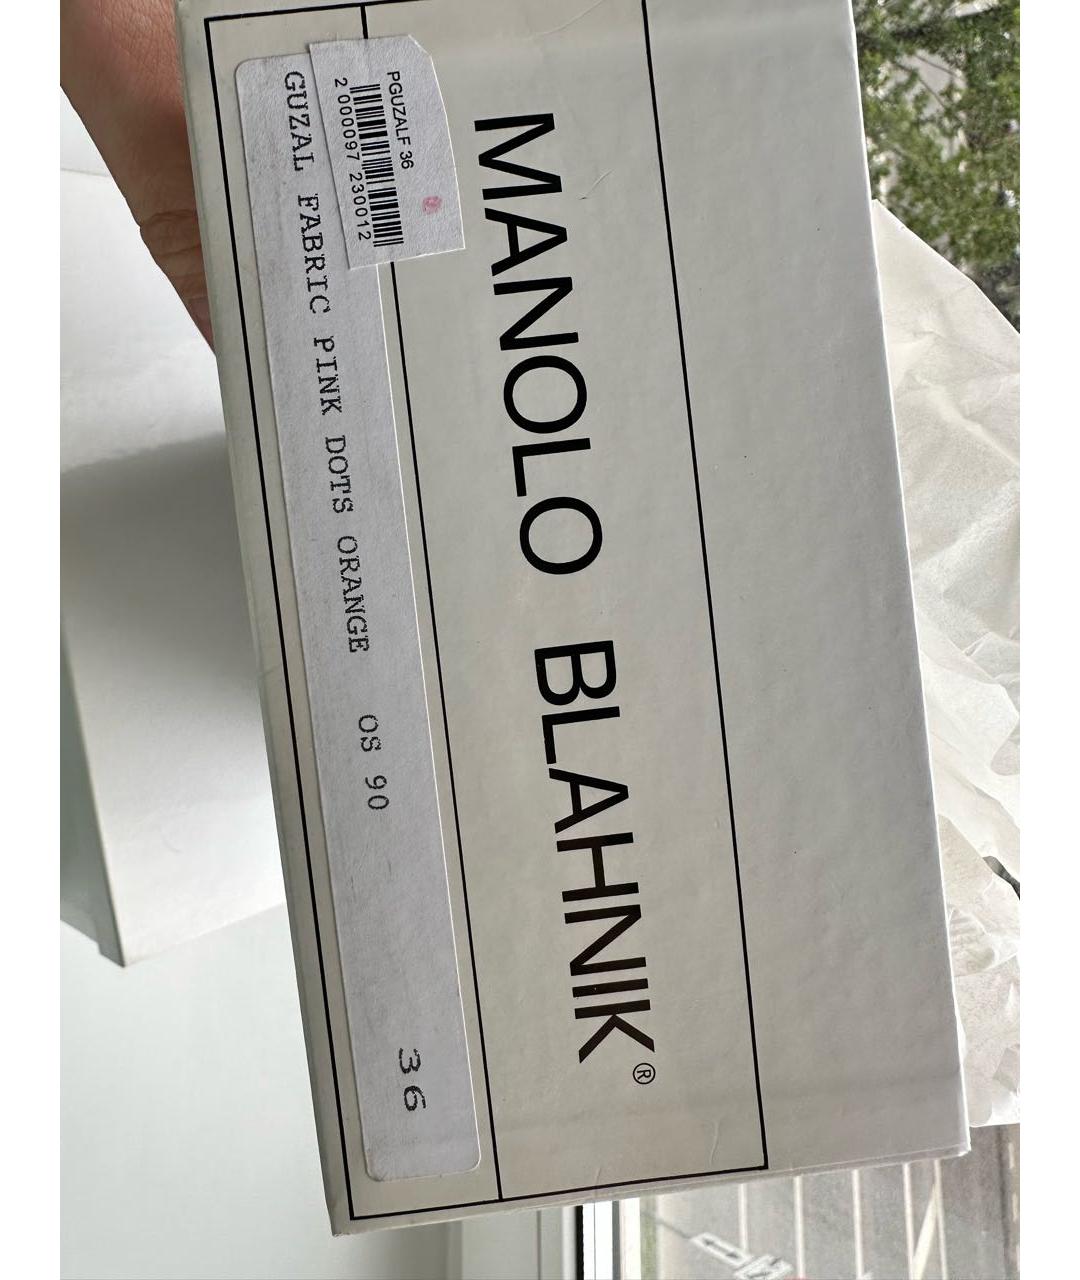 MANOLO BLAHNIK®
PGUZALF 36
2 000097 230012
GUZAL FABRIC PINK DOTS ORANGE OS 90 36